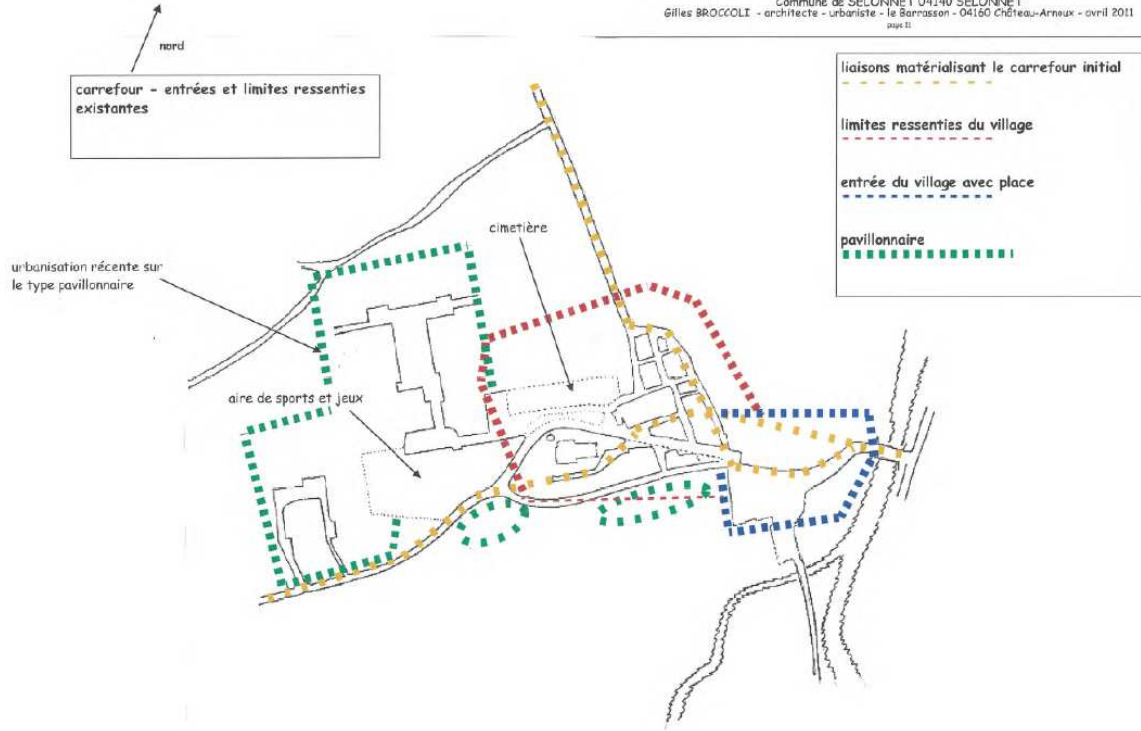 Commune de SELONNET 04140 SELONNET
Gilles BROCCOLI - architecte - urbaniste - le Barrasson - 04160 Château-Arnoux - avril 2011
nord
carrefour - entrées et limites ressenties
existantes
liaisons matérialisant le carrefour initial
limites ressenties du village
entrée du village avec place
pavillonnaire
cimetière
urbanisation récente sur
le type pavillonnaire
aire de sports et jeux